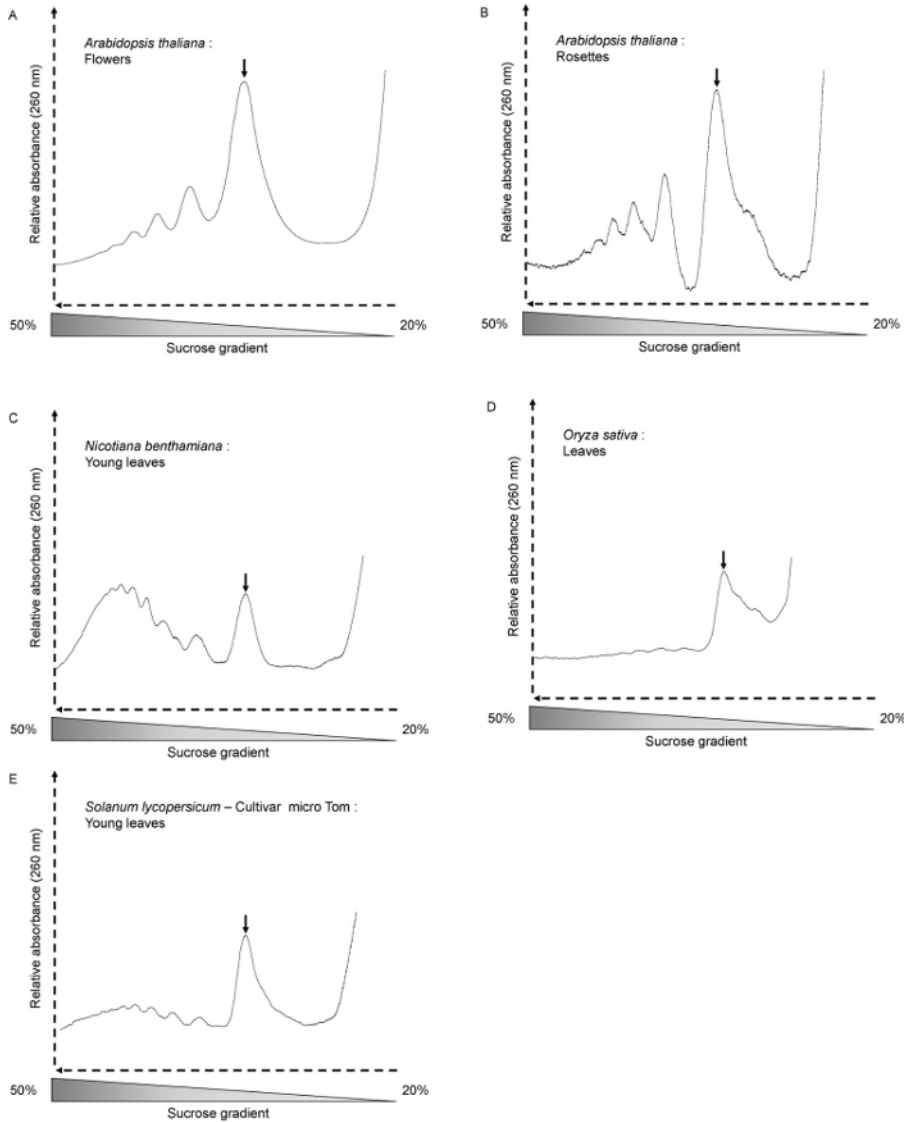 A
Arabidopsis thaliana :
Flowers
Relative absorbance (260 nm)
50%
20%
Sucrose gradient
B
Arabidopsis thaliana :
Rosettes
Relative absorbance (260 nm)
50%
20%
Sucrose gradient
C
Nicotiana benthamiana :
Young leaves
Relative absorbance (260 nm)
50%
20%
Sucrose gradient
D
Oryza sativa :
Leaves
Relative absorbance (260 nm)
50%
20%
Sucrose gradient
E
Solanum lycopersicum – Cultivar micro Tom :
Young leaves
Relative absorbance (260 nm)
50%
20%
Sucrose gradient